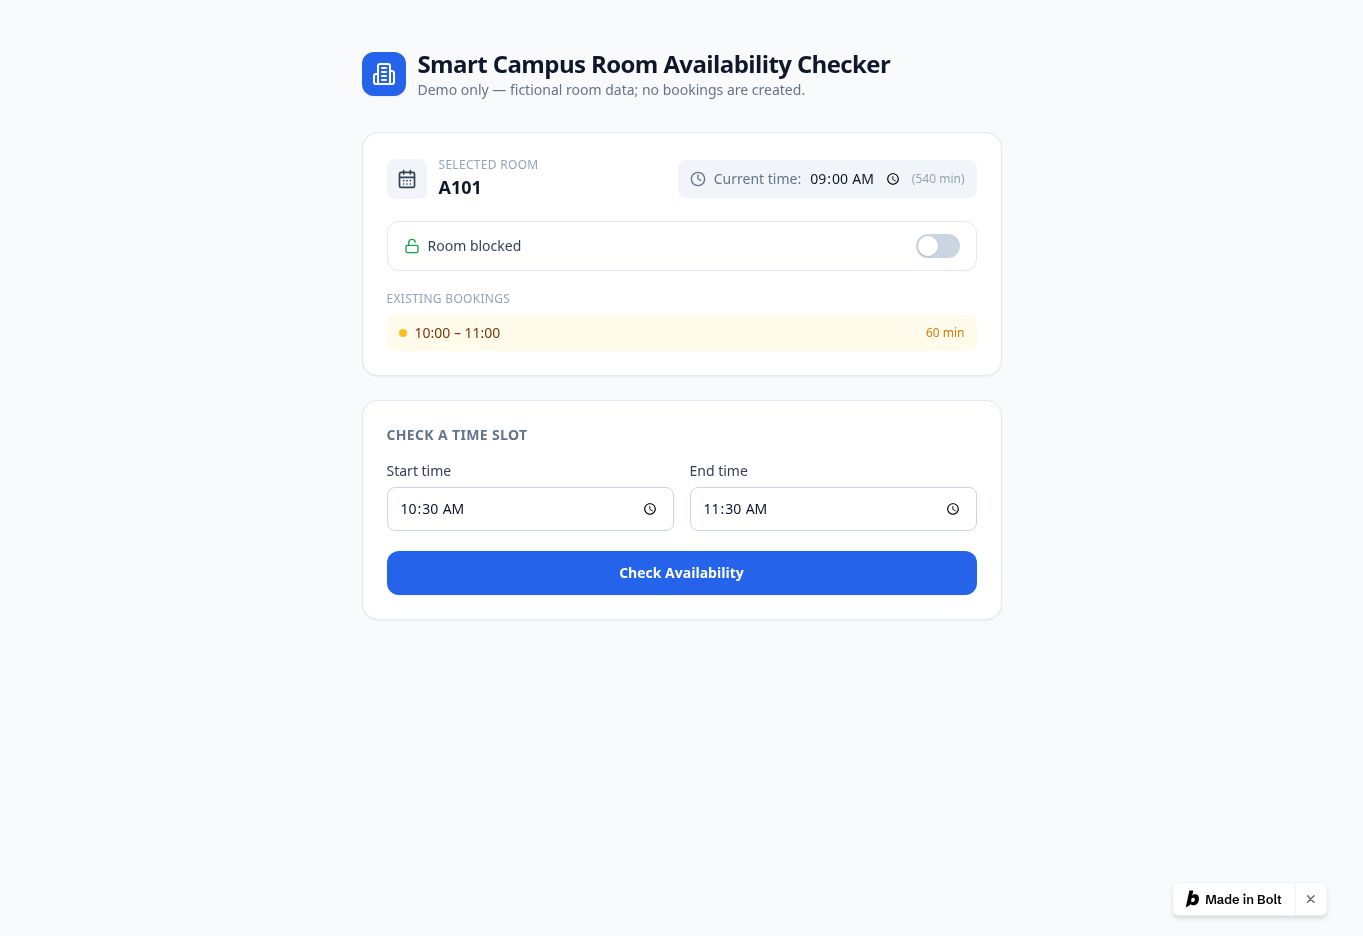 Smart Campus Room Availability Checker
Demo only — fictional room data; no bookings are created.
SELECTED ROOM
A101
Current time: 09:00 AM (540 min)
Room blocked
EXISTING BOOKINGS
10:00 – 11:00 60 min
CHECK A TIME SLOT
Start time End time
10:30 AM 11:30 AM
Check Availability
Made in Bolt